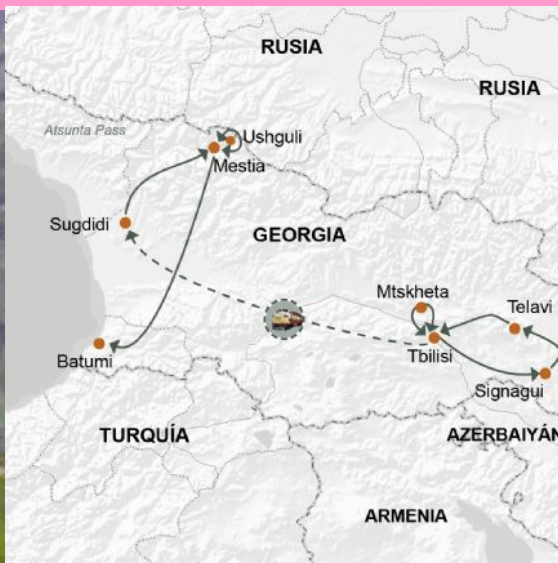 RUSIA
RUSIA
Atsunta Pass
Ushguli
Mestia
Sugdidi
GEORGIA
Mtskheta
Telavi
Tbilisi
Batumi
Signagui
TURQUÍA
AZERBAIYÁN
ARMENIA